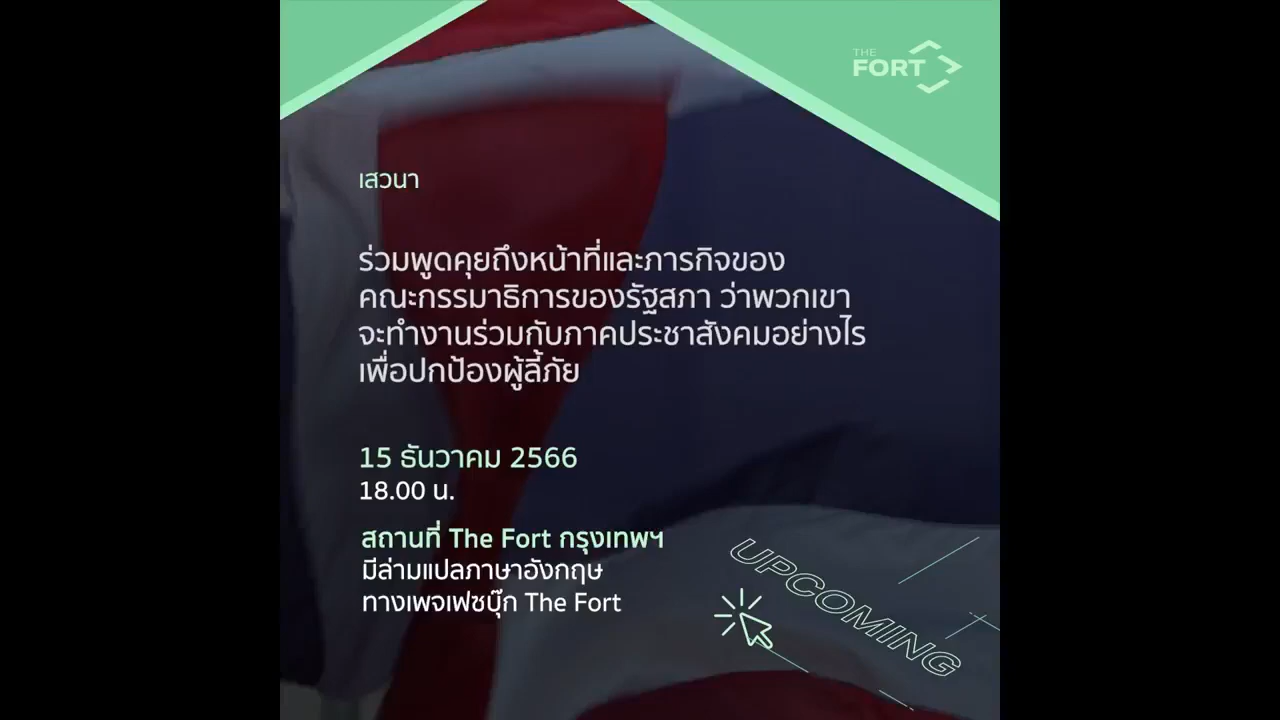 THE
FORT
เสวนา
ร่วมพูดคุยถึงหน้าที่และภารกิจของ
คณะกรรมาธิการของรัฐสภา ว่าพวกเขา
จะทำงานร่วมกับภาคประชาสังคมอย่างไร
เพื่อปกป้องผู้ลี้ภัย
15 ธันวาคม 2566
18.00 น.
สถานที่ The Fort กรุงเทพฯ
มีล่ามแปลภาษาอังกฤษ
ทางเพจเฟซบุ๊ก The Fort
UPCOMING